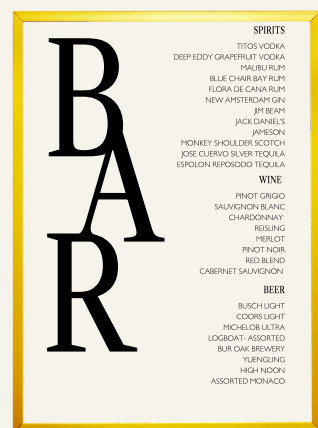 BAR
SPIRITS
TITOS VODKA
DEEP EDDY GRAPEFRUIT VODKA
MALIBU RUM
BLUE CHAIR BAY RUM
FLORA DE CANA RUM
NEW AMSTERDAM GIN
JIM BEAM
JACK DANIEL'S
JAMESON
MONKEY SHOULDER SCOTCH
JOSE CUERVO SILVER TEQUILA
ESPOLON REPOSODO TEQUILA
WINE
PINOT GRIGIO
SAUVIGNON BLANC
CHARDONNAY
REISLING
MERLOT
PINOT NOIR
RED BLEND
CABERNET SAUVIGNON
BEER
BUSCH LIGHT
COORS LIGHT
MICHELOB ULTRA
LOGBOAT- ASSORTED
BUR OAK BREWERY
YUENGLING
HIGH NOON
ASSORTED MONACO